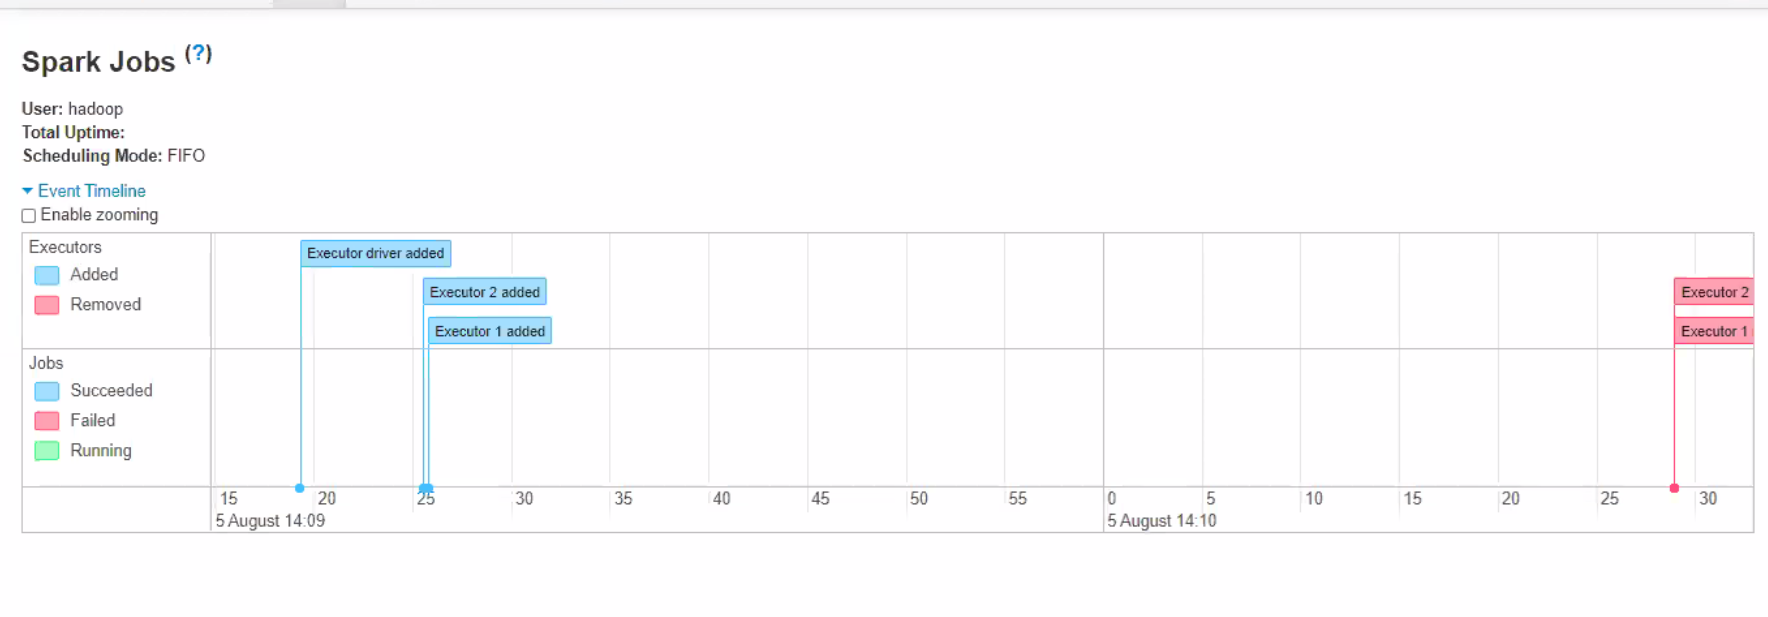 Spark Jobs (?)
User: hadoop
Total Uptime:
Scheduling Mode: FIFO
Event Timeline
Enable zooming
Executors
Added
Removed
Executor driver added
Executor 2 added
Executor 1 added
Executor 2
Executor 1
Jobs
Succeeded
Failed
Running
15 20 25 30 35 40 45 50 55 0 5 10 15 20 25 30
5 August 14:09 5 August 14:10